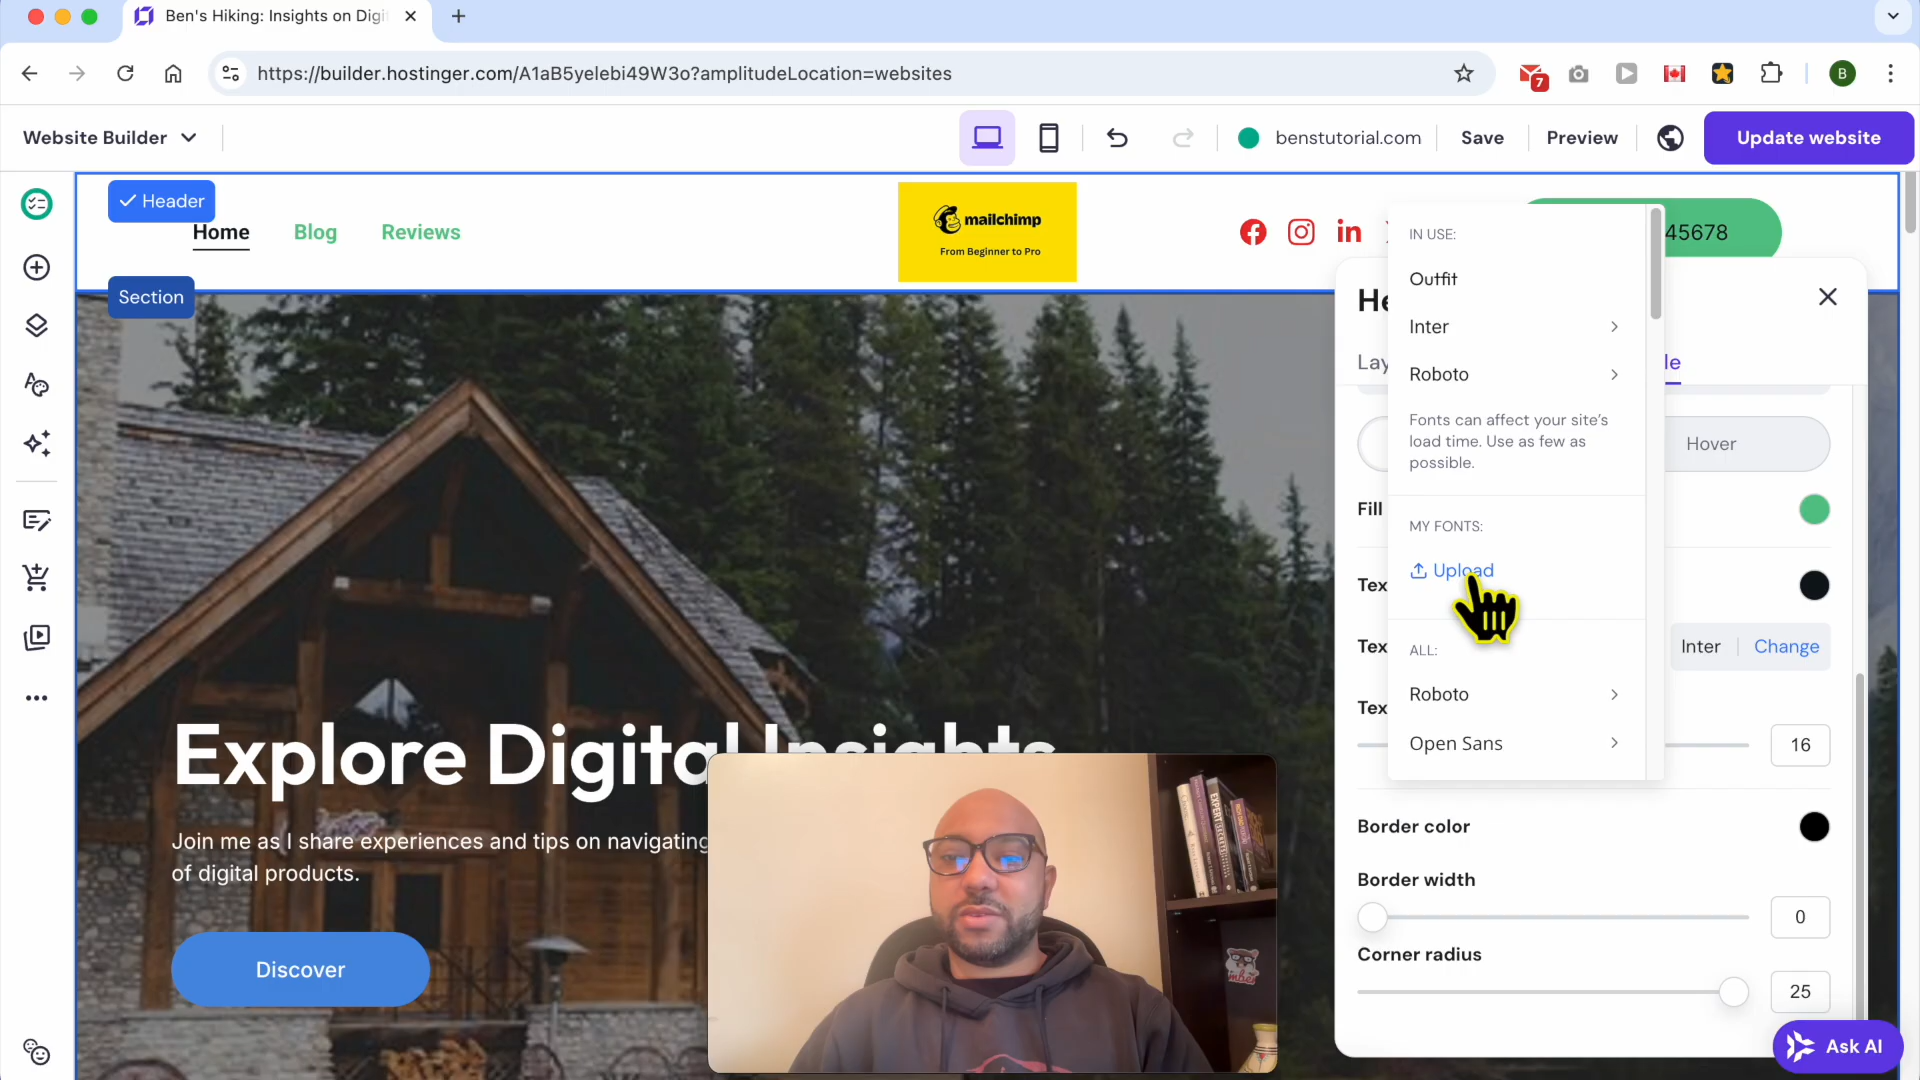 Ben's Hiking: Insights on Digi
https://builder.hostinger.com/A1aB5yelebi49W3o?amplitudeLocation=websites
7
B
Website Builder
benstutorial.com
Save
Preview
Update website
Header
Home
Blog
Reviews
mailchimp
From Beginner to Pro
in
45678
Section
IN USE:
Outfit
Inter
Roboto
Fonts can affect your site's
load time. Use as few as
possible.
MY FONTS:
Upload
ALL:
Roboto
Open Sans
He
Lay
le
Hover
Fill
Tex
Tex
Inter
Change
Tex
16
Border color
Border width
0
Corner radius
25
Ask AI
Explore Digital Insights
Join me as I share experiences and tips on navigating
of digital products.
Discover
EXPERT